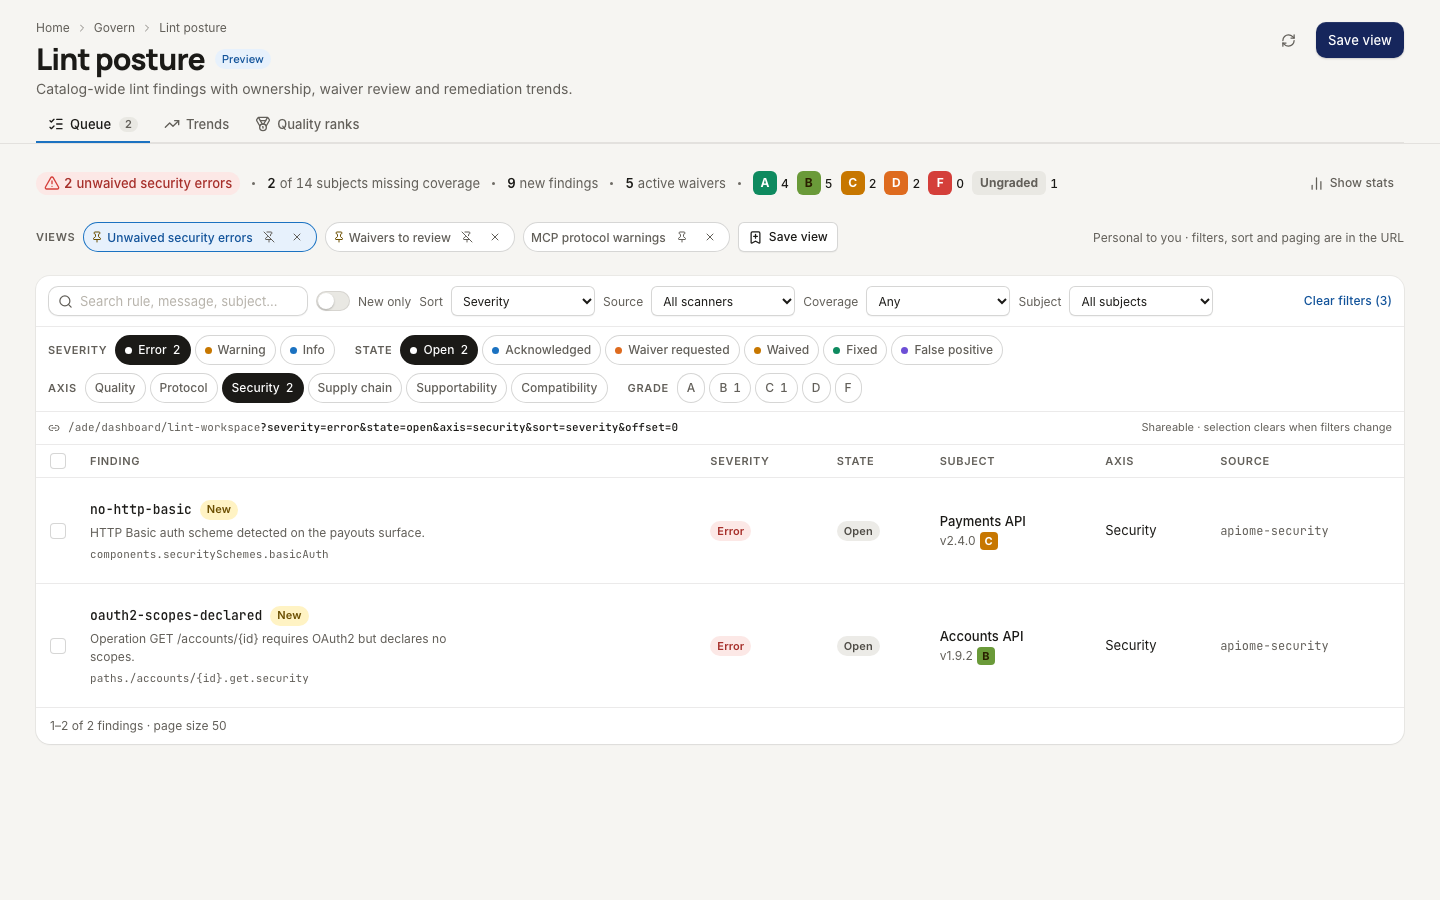 Home > Govern > Lint posture
Lint posture Preview
Catalog-wide lint findings with ownership, waiver review and remediation trends.
Save view
Queue 2 Trends Quality ranks
2 unwaived security errors • 2 of 14 subjects missing coverage • 9 new findings • 5 active waivers • A 4 B 5 C 2 D 2 F 0 Ungraded 1 Show stats
VIEWS Unwaived security errors Waivers to review MCP protocol warnings Save view Personal to you · filters, sort and paging are in the URL
Search rule, message, subject... New only Sort Severity Source All scanners Coverage Any Subject All subjects Clear filters (3)
SEVERITY Error 2 Warning Info STATE Open 2 Acknowledged Waiver requested Waived Fixed False positive
AXIS Quality Protocol Security 2 Supply chain Supportability Compatibility GRADE A B 1 C 1 D F
/ade/dashboard/lint-workspace?severity=error&state=open&axis=security&sort=severity&offset=0 Shareable · selection clears when filters change
FINDING SEVERITY STATE SUBJECT AXIS SOURCE
no-http-basic New
HTTP Basic auth scheme detected on the payouts surface.
components.securitySchemes.basicAuth
Error Open Payments API
v2.4.0 C
Security apiome-security
oauth2-scopes-declared New
Operation GET /accounts/{id} requires OAuth2 but declares no
scopes.
paths./accounts/{id}.get.security
Error Open Accounts API
v1.9.2 B
Security apiome-security
1–2 of 2 findings · page size 50